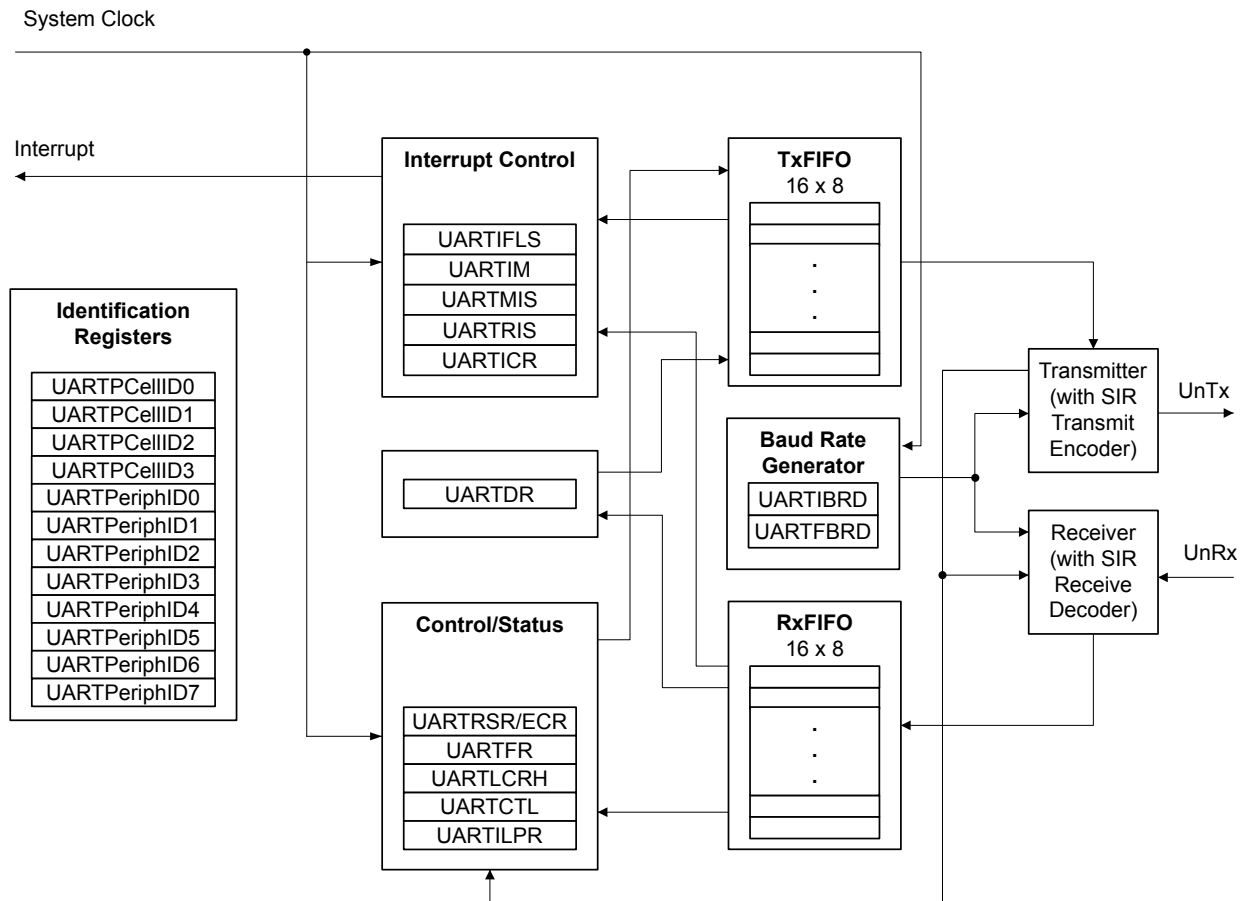 System Clock
Interrupt
Interrupt Control
UARTIFLS
UARTIM
UARTMIS
UARTRIS
UARTICR
TxFIFO
16 x 8
.
.
.
Identification
Registers
UARTPCellID0
UARTPCellID1
UARTPCellID2
UARTPCellID3
UARTPeriphID0
UARTPeriphID1
UARTPeriphID2
UARTPeriphID3
UARTPeriphID4
UARTPeriphID5
UARTPeriphID6
UARTPeriphID7
UARTDR
Baud Rate
Generator
UARTIBRD
UARTFBRD
Transmitter
(with SIR
Transmit
Encoder)
UnTx
Receiver
(with SIR
Receive
Decoder)
UnRx
Control/Status
UARTRSR/ECR
UARTFR
UARTLCRH
UARTCTL
UARTILPR
RxFIFO
16 x 8
.
.
.